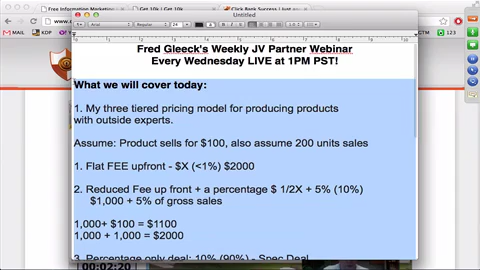 Free Information Marketing
Get 10k | Get 10k
Click Bank Success | Just
Untitled
Regular
24
B I U
Mail
KDP
123
Fred Gleeck's Weekly JV Partner Webinar
Every Wednesday LIVE at 1PM PST!
What we will cover today:
1. My three tiered pricing model for producing products
with outside experts.
Assume: Product sells for $100, also assume 200 units sales
1. Flat FEE upfront - $X (<1%) $2000
2. Reduced Fee up front + a percentage $ 1/2X + 5% (10%)
$1,000 + 5% of gross sales
1,000+ $100 = $1100
1,000 + 1,000 = $2000
3. Percentage only deal: 10% (90%) - Spec Deal
00:02:20